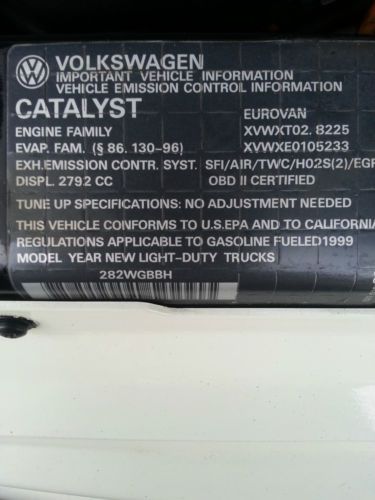 VOLKSWAGEN
IMPORTANT VEHICLE INFORMATION
VEHICLE EMISSION CONTROL INFORMATION
CATALYST EUROVAN
ENGINE FAMILY XVWXT02.8225
EVAP. FAM. (§ 86. 130-96) XVWXE0105233
EXH.EMISSION CONTR. SYST. SFI/AIR/TWC/HO2S(2)/EGR
DISPL. 2792 CC OBD II CERTIFIED
TUNE UP SPECIFICATIONS: NO ADJUSTMENT NEEDED
THIS VEHICLE CONFORMS TO U.S.EPA AND TO CALIFORNIA
REGULATIONS APPLICABLE TO GASOLINE FUELED1999
MODEL YEAR NEW LIGHT-DUTY TRUCKS
282WGBBH